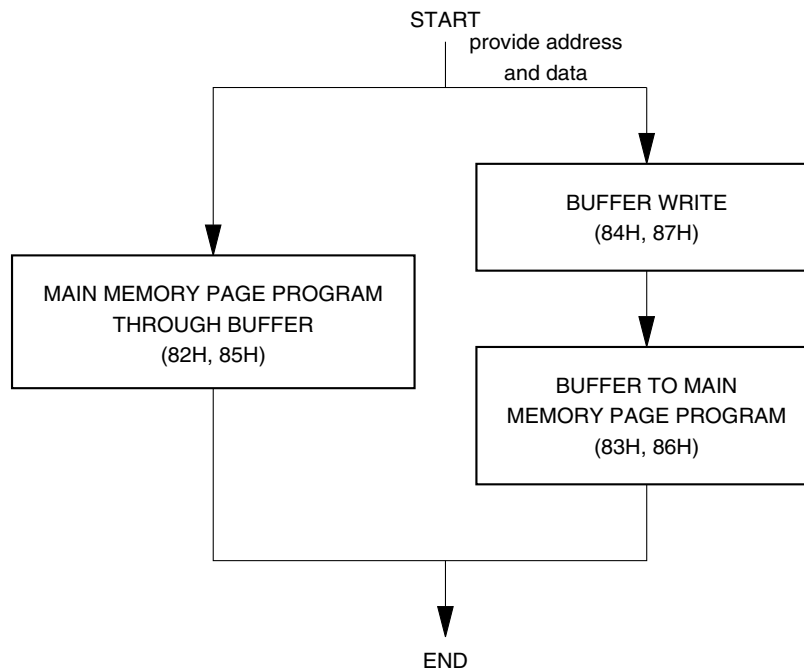 START
provide address
and data
BUFFER WRITE
(84H, 87H)
MAIN MEMORY PAGE PROGRAM
THROUGH BUFFER
(82H, 85H)
BUFFER TO MAIN
MEMORY PAGE PROGRAM
(83H, 86H)
END